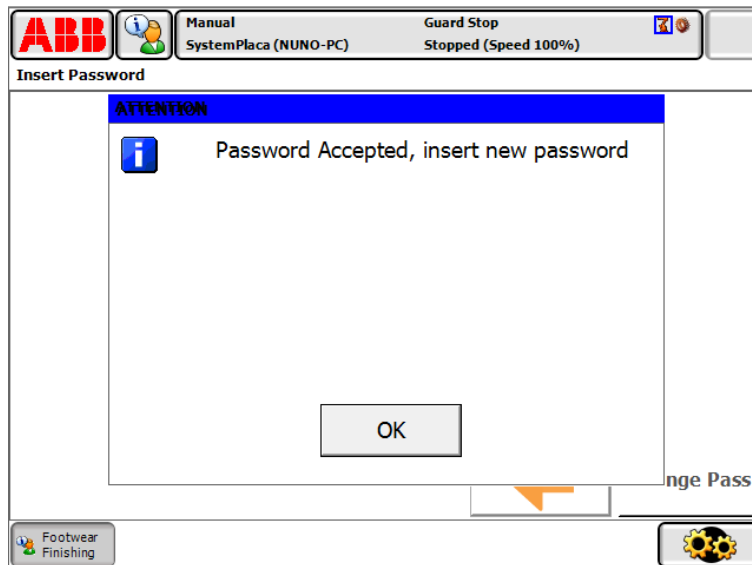 ABB
Manual
SystemPlaca (NUNO-PC)
Guard Stop
Stopped (Speed 100%)
Insert Password
ATTENTION
Password Accepted, insert new password
OK
nge Pass
Footwear
Finishing